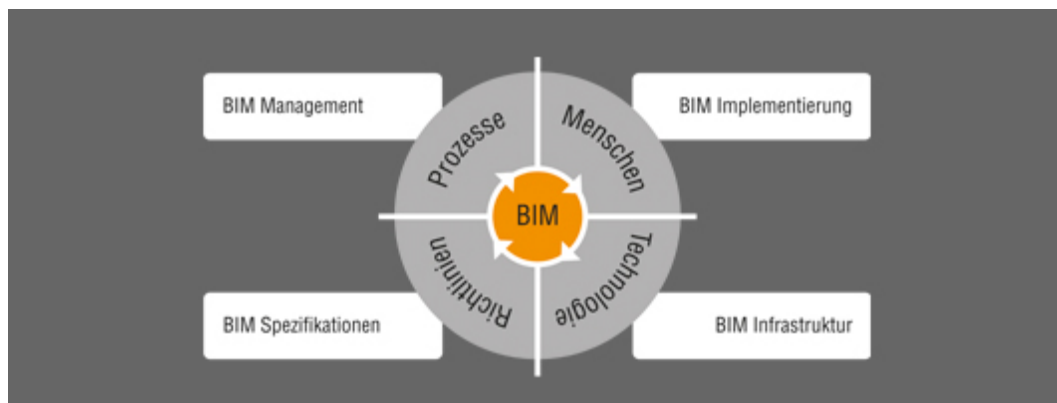 BIM Management
BIM Implementierung
Prozesse
Menschen
BIM
Richtlinien
Technologie
BIM Spezifikationen
BIM Infrastruktur